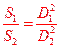 S₁/S₂ = D₁²/D₂²